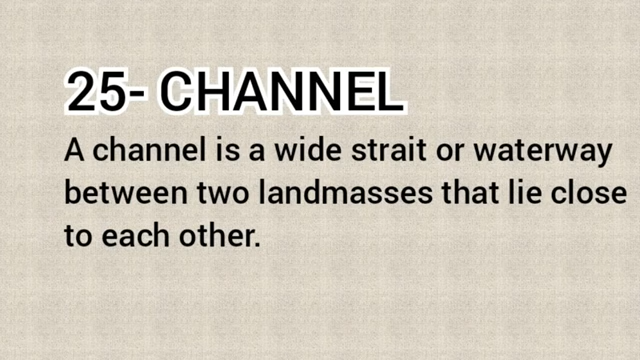 25- CHANNEL
A channel is a wide strait or waterway
between two landmasses that lie close
to each other.